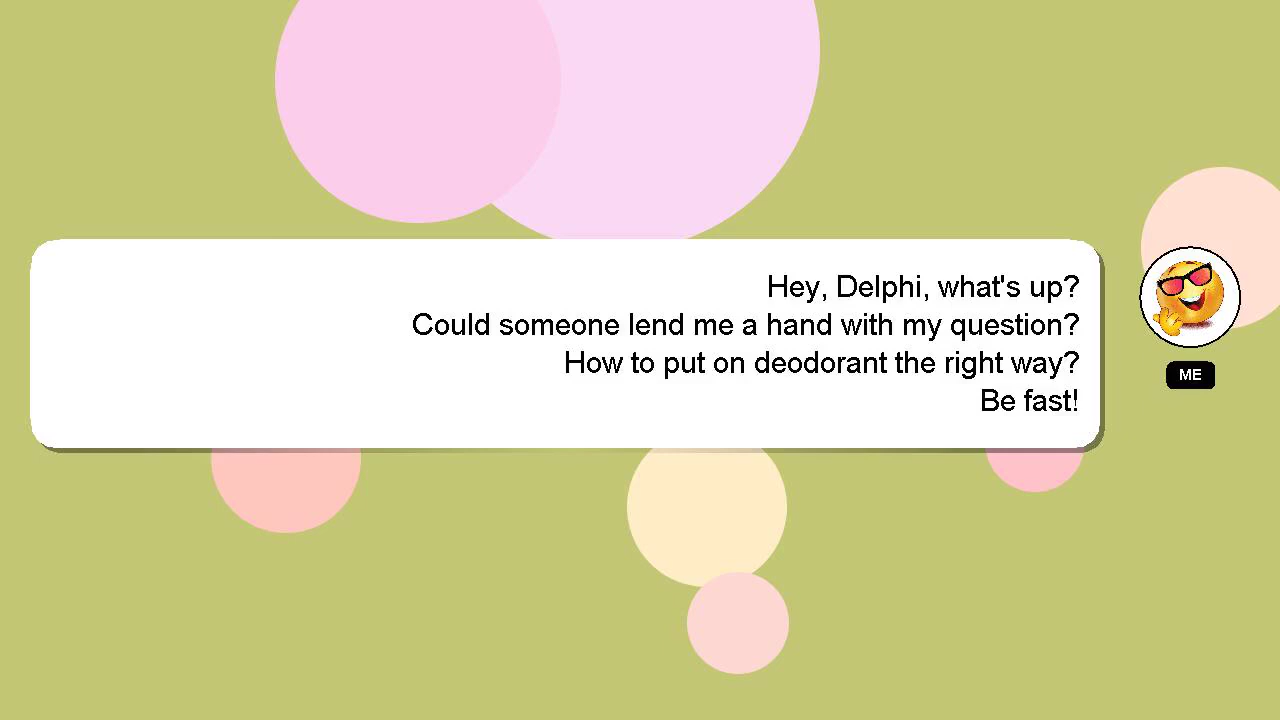 Hey, Delphi, what's up?
Could someone lend me a hand with my question?
How to put on deodorant the right way?
Be fast!
ME